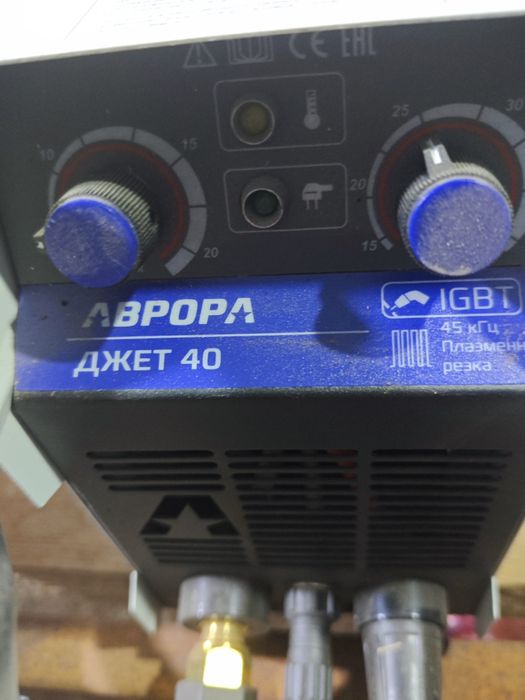 CE EAC
10
15
20
25
30
20
15
АВРОРА
ДЖЕТ 40
IGBT
45 кГц
Плазменн
резка